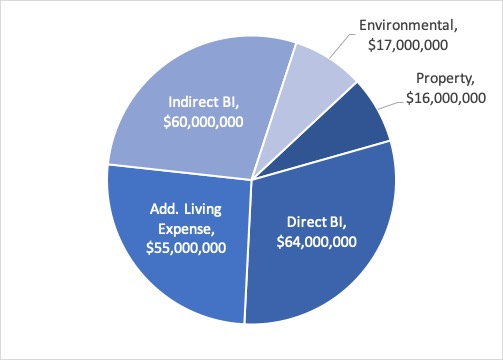 Environmental,
$17,000,000
Property,
$16,000,000
Indirect BI,
$60,000,000
Add. Living
Expense,
$55,000,000
Direct BI,
$64,000,000